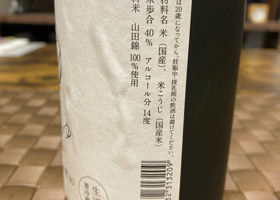 は20歳になってから。妊娠中・授乳期の飲酒は避けてください。
材料名 米(国産)、米こうじ(国産米)
米歩合 40% アルコール分 14度
米 山田錦 100%使用
生